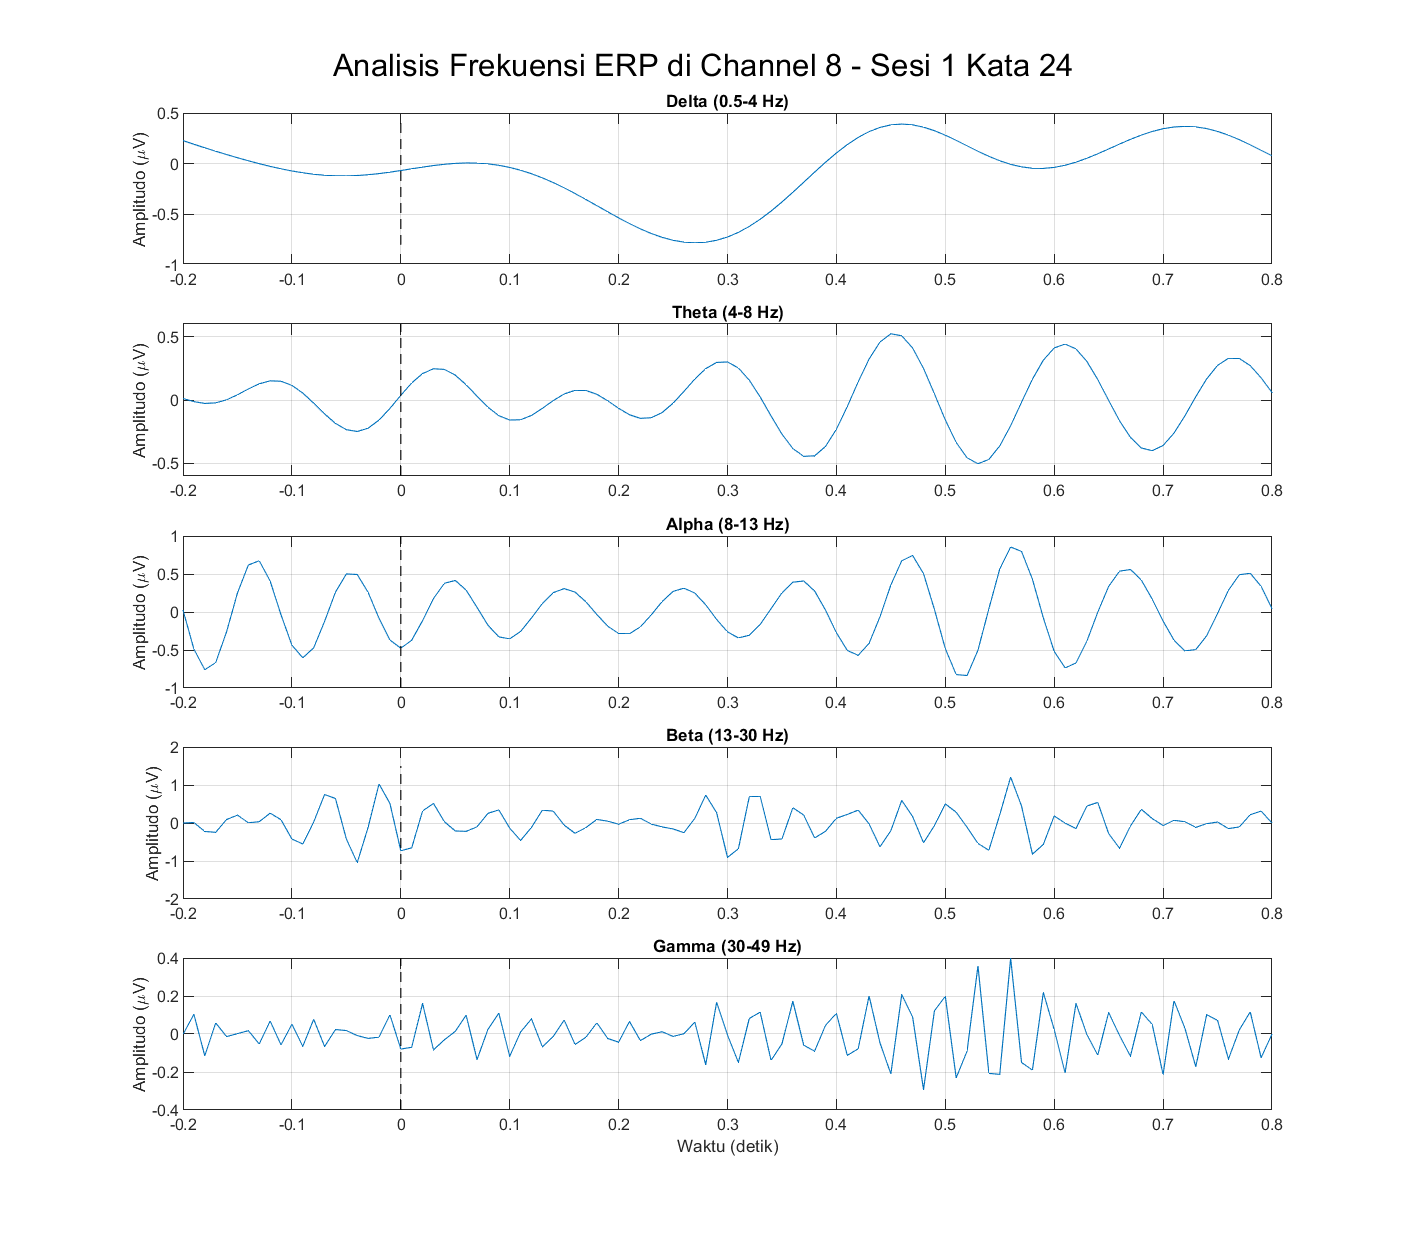 Analisis Frekuensi ERP di Channel 8 - Sesi 1 Kata 24
Delta (0.5-4 Hz)
Amplitudo (μV)
0.5
0
-0.5
-1
-0.2 -0.1 0 0.1 0.2 0.3 0.4 0.5 0.6 0.7 0.8
Theta (4-8 Hz)
Amplitudo (μV)
0.5
0
-0.5
-0.2 -0.1 0 0.1 0.2 0.3 0.4 0.5 0.6 0.7 0.8
Alpha (8-13 Hz)
Amplitudo (μV)
1
0.5
0
-0.5
-1
-0.2 -0.1 0 0.1 0.2 0.3 0.4 0.5 0.6 0.7 0.8
Beta (13-30 Hz)
Amplitudo (μV)
2
1
0
-1
-2
-0.2 -0.1 0 0.1 0.2 0.3 0.4 0.5 0.6 0.7 0.8
Gamma (30-49 Hz)
Amplitudo (μV)
0.4
0.2
0
-0.2
-0.4
-0.2 -0.1 0 0.1 0.2 0.3 0.4 0.5 0.6 0.7 0.8
Waktu (detik)